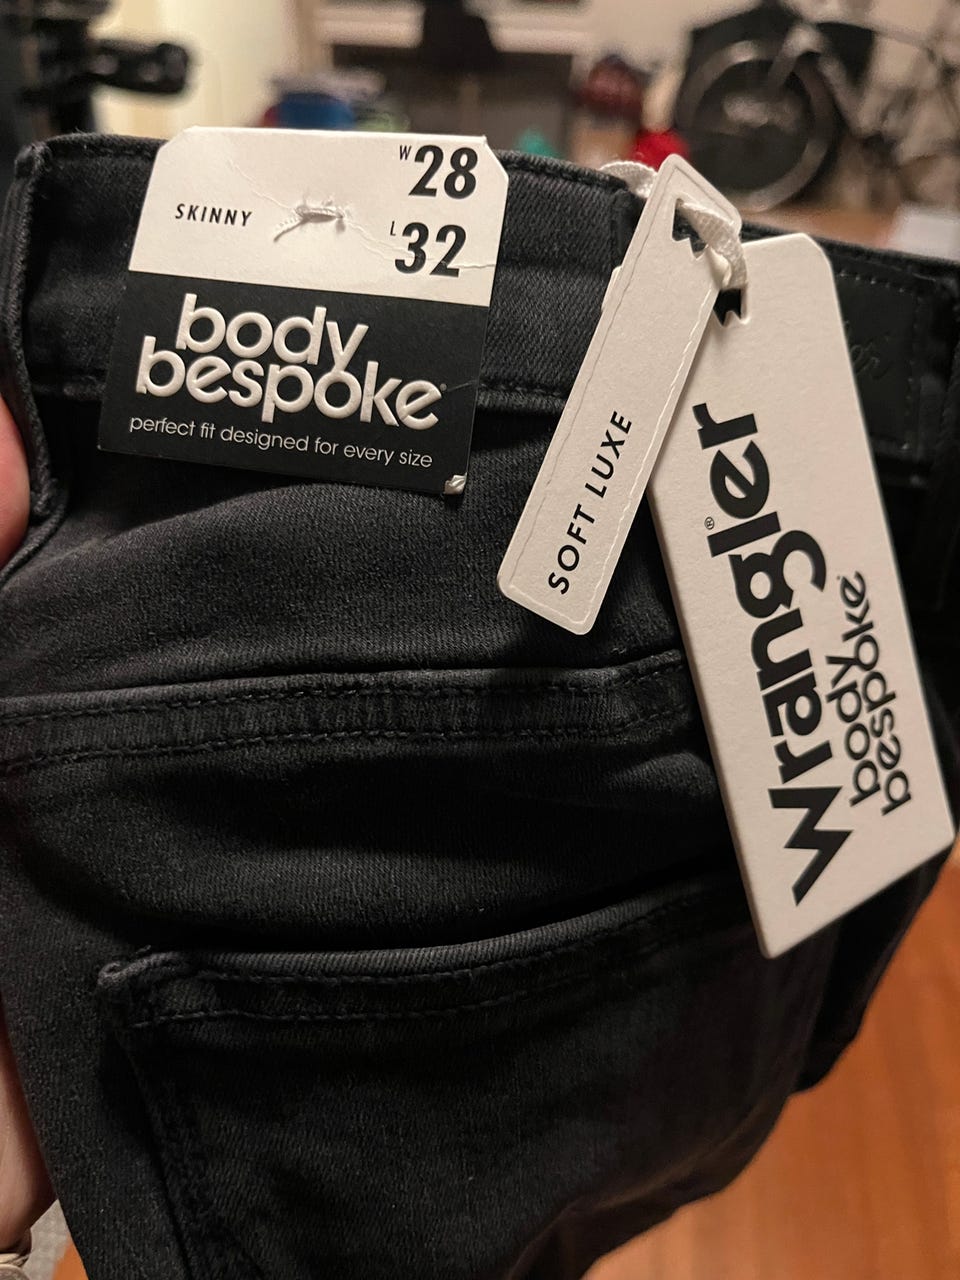 SKINNY
W28
L32
body
bespoke
perfect fit designed for every size
SOFT LUXE
Wrangler®
body
bespoke